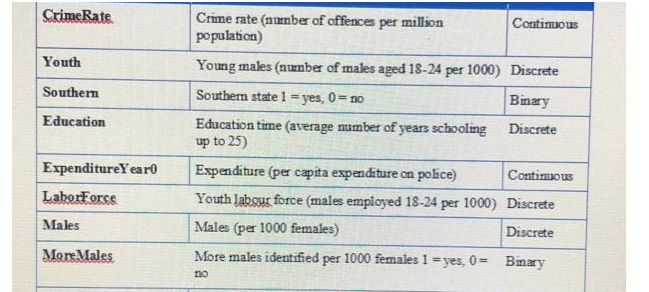 CrimeRate Crime rate (number of offences per million Continuous
population)
Youth Young males (number of males aged 18-24 per 1000) Discrete
Southern Southern state 1 = yes, 0 = no Binary
Education Education time (average number of years schooling Discrete
up to 25)
ExpenditureYear0 Expenditure (per capita expenditure on police) Continuous
LaborForce Youth labour force (males employed 18-24 per 1000) Discrete
Males Males (per 1000 females) Discrete
MoreMales More males identified per 1000 females 1 = yes, 0 = Binary
no